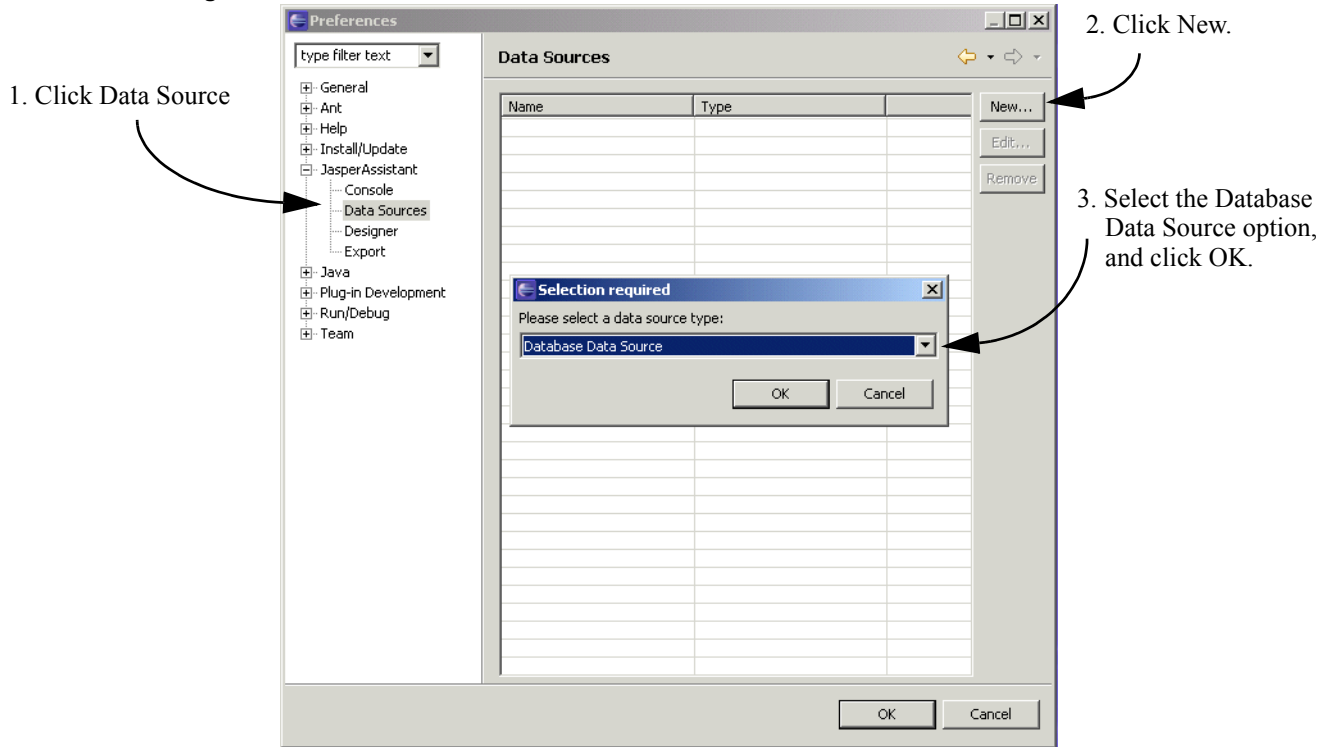 Preferences
2. Click New.
type filter text
Data Sources
1. Click Data Source
General
Ant
Help
Install/Update
JasperAssistant
Console
Data Sources
Designer
Export
Java
Plug-in Development
Run/Debug
Team
Name Type
New...
Edit...
Remove
3. Select the Database
Data Source option,
and click OK.
Selection required
Please select a data source type:
Database Data Source
OK Cancel
OK Cancel